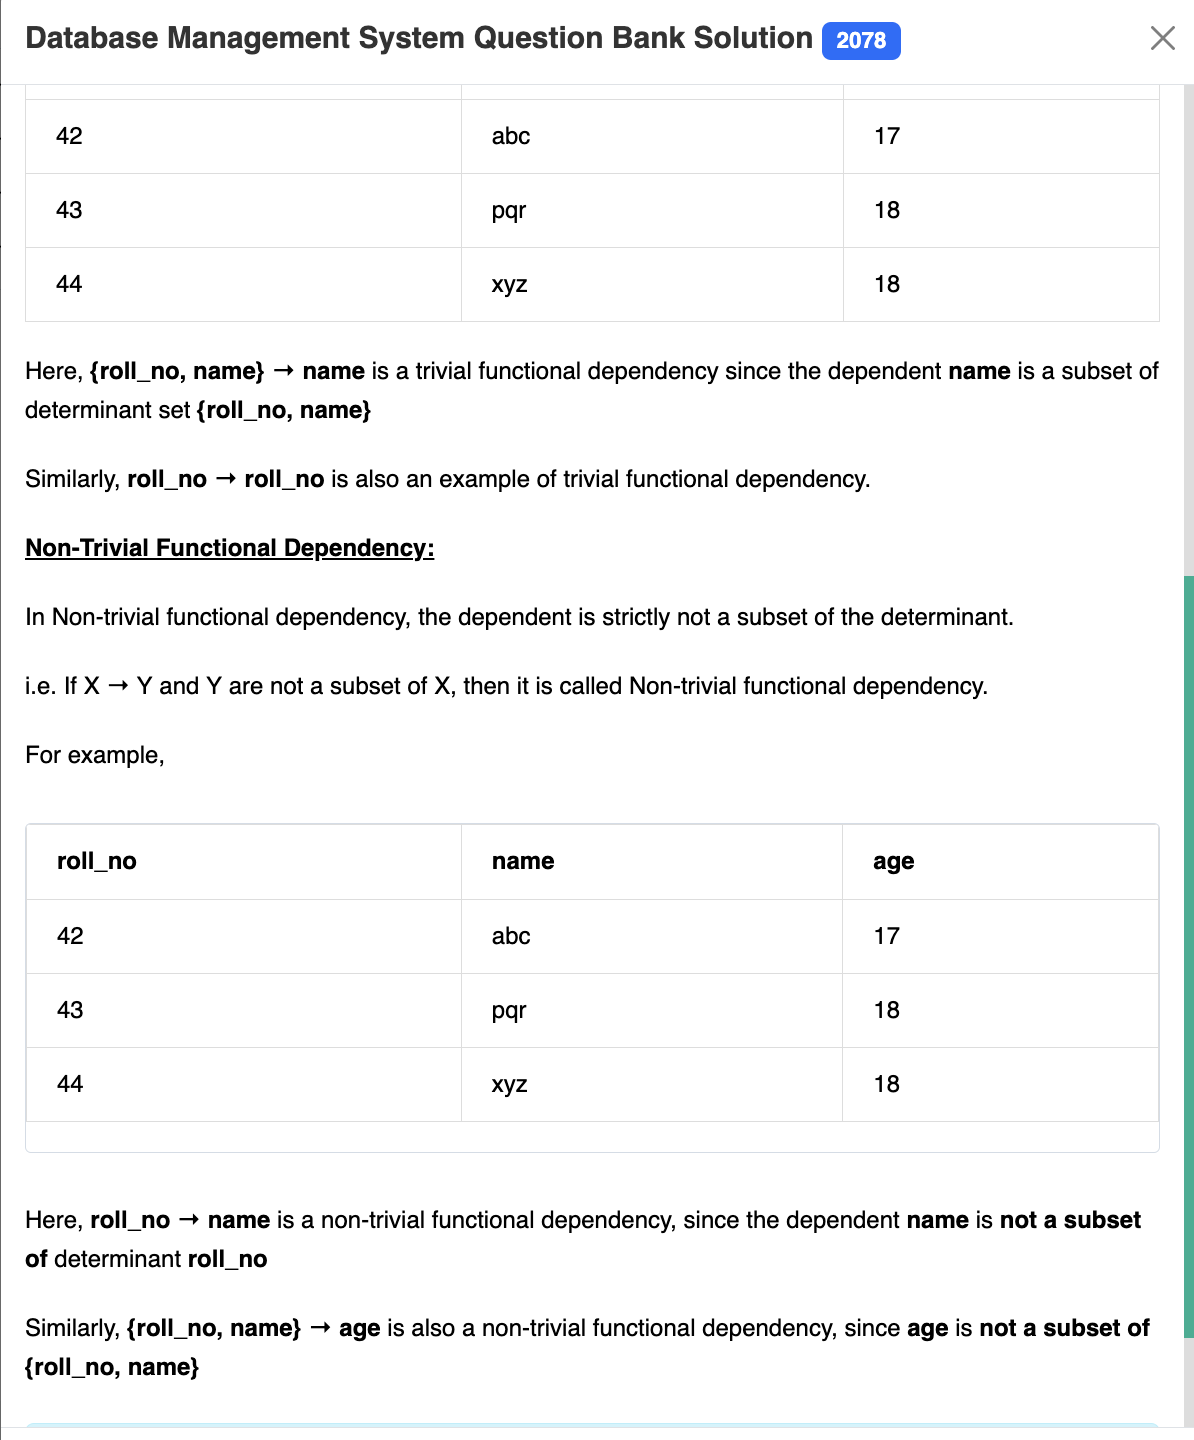 Database Management System Question Bank Solution 2078
42 abc 17
43 pqr 18
44 xyz 18
Here, {roll_no, name} → name is a trivial functional dependency since the dependent name is a subset of
determinant set {roll_no, name}
Similarly, roll_no → roll_no is also an example of trivial functional dependency.
Non-Trivial Functional Dependency:
In Non-trivial functional dependency, the dependent is strictly not a subset of the determinant.
i.e. If X → Y and Y are not a subset of X, then it is called Non-trivial functional dependency.
For example,
roll_no name age
42 abc 17
43 pqr 18
44 xyz 18
Here, roll_no → name is a non-trivial functional dependency, since the dependent name is not a subset
of determinant roll_no
Similarly, {roll_no, name} → age is also a non-trivial functional dependency, since age is not a subset of
{roll_no, name}